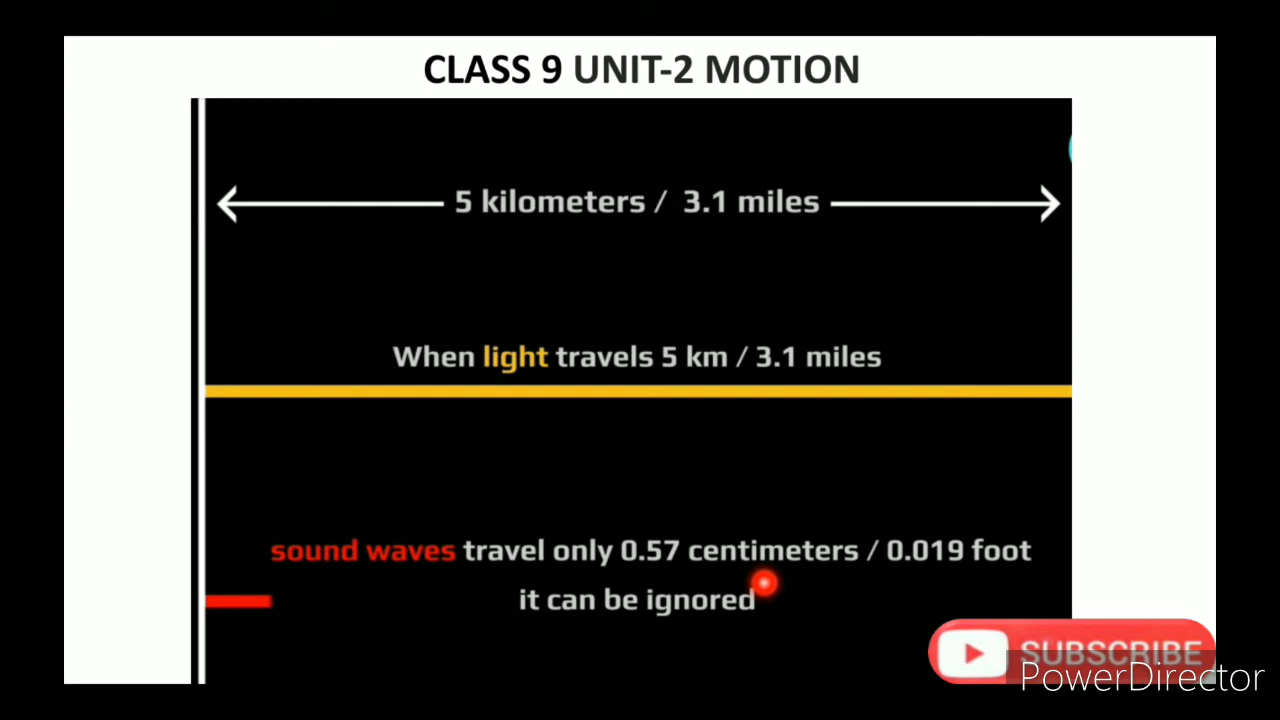 CLASS 9 UNIT-2 MOTION
5 kilometers / 3.1 miles
When light travels 5 km / 3.1 miles
sound waves travel only 0.57 centimeters / 0.019 foot
it can be ignored
SUBSCRIBE
PowerDirector